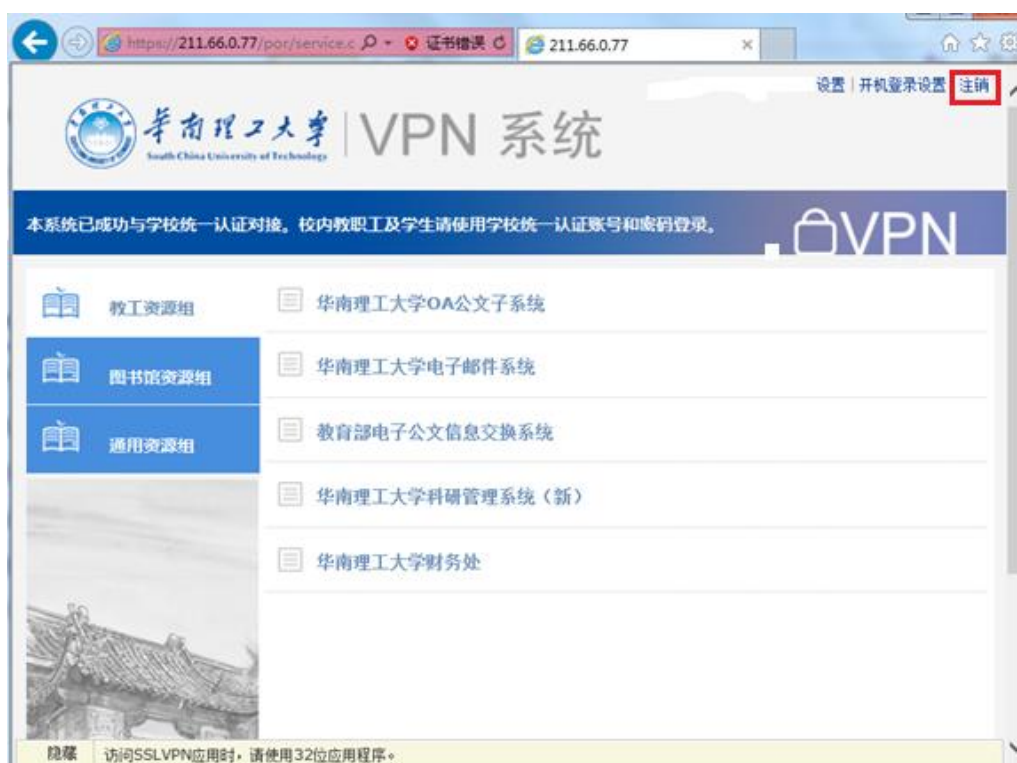 https://211.66.0.77/por/service.c
证书错误
211.66.0.77
设置 | 开机登录设置 注销
华南理工大学
South China University of Technology
VPN 系统
本系统已成功与学校统一认证对接。校内教职工及学生请使用学校统一认证账号和密码登录。
VPN
教工资源组
图书馆资源组
通用资源组
华南理工大学OA公文子系统
华南理工大学电子邮件系统
教育部电子公文信息交换系统
华南理工大学科研管理系统（新）
华南理工大学财务处
隐藏 访问SSLVPN应用时，请使用32位应用程序。